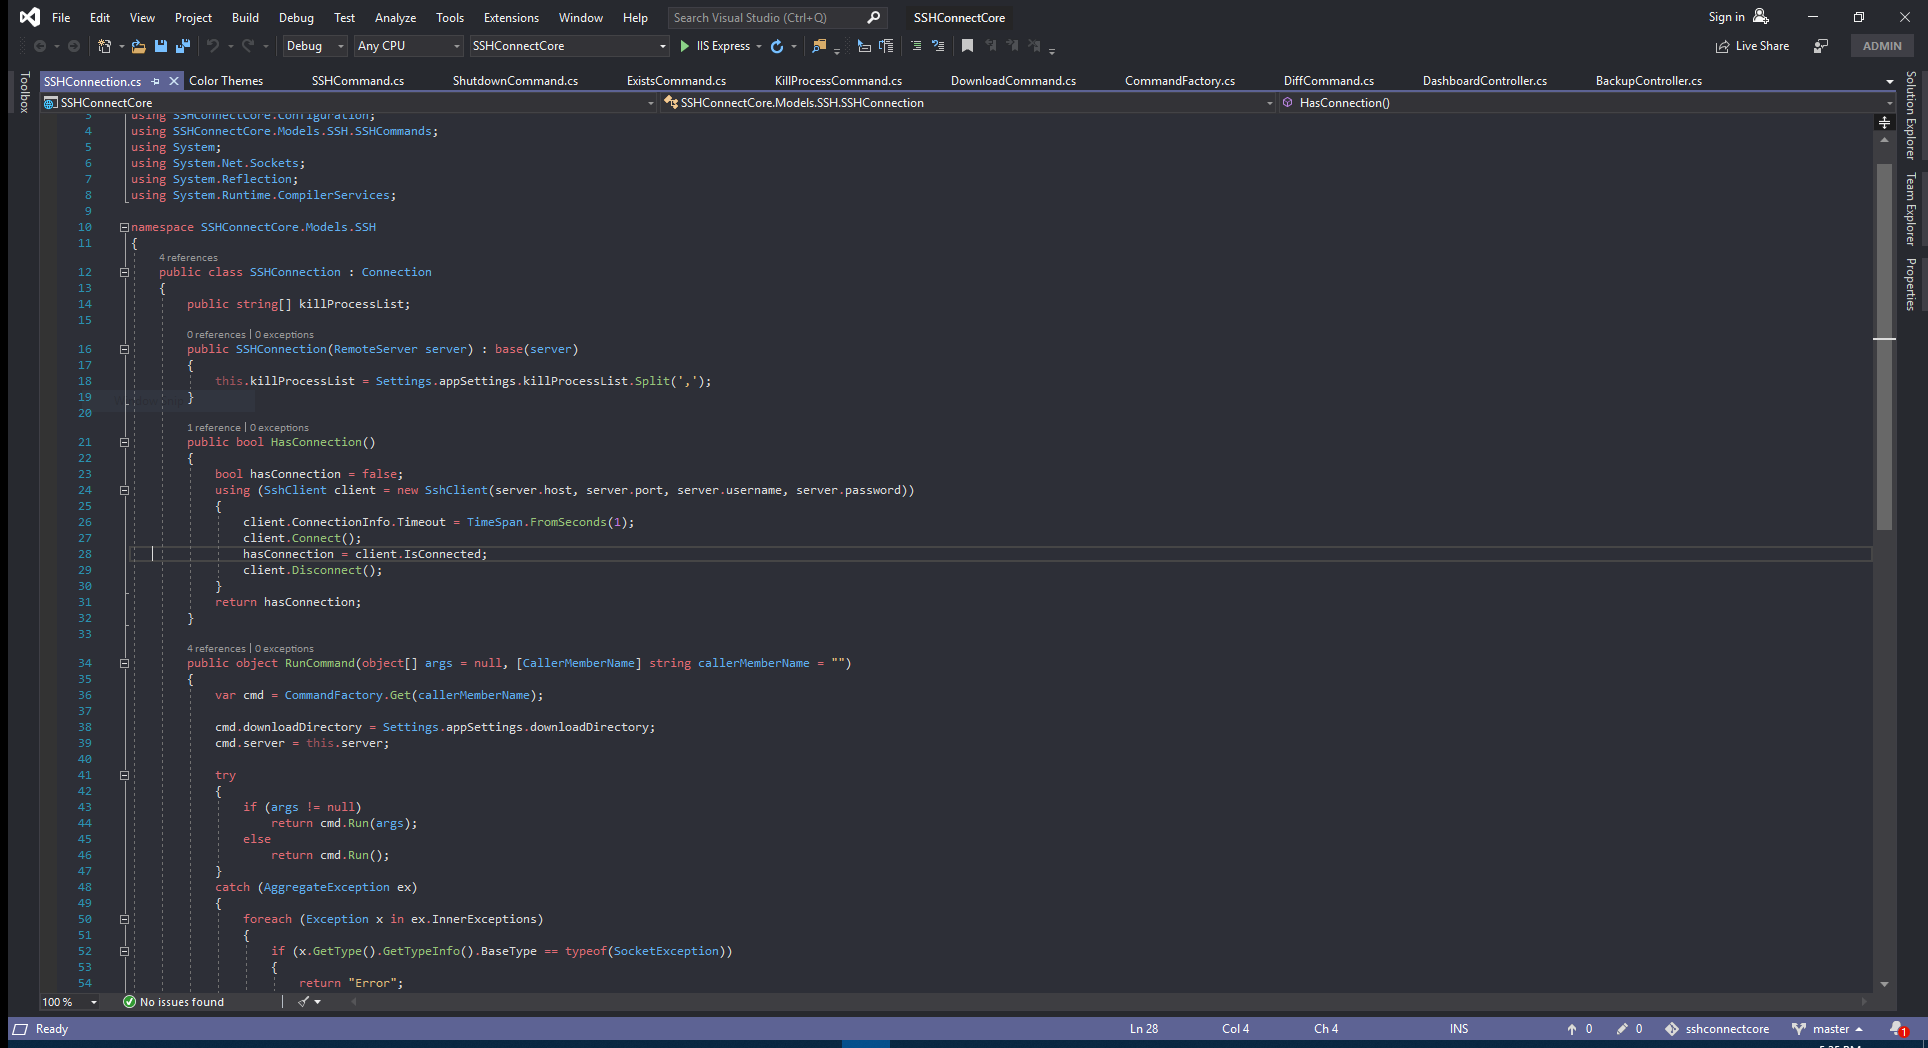 File Edit View Project Build Debug Test Analyze Tools Extensions Window Help Search Visual Studio (Ctrl+Q) SSHConnectCore Sign in
Debug Any CPU SSHConnectCore IIS Express Live Share ADMIN
SSHConnection.cs Color Themes SSHCommand.cs ShutdownCommand.cs ExistsCommand.cs KillProcessCommand.cs DownloadCommand.cs CommandFactory.cs DiffCommand.cs DashboardController.cs BackupController.cs
SSHConnectCore SSHConnectCore.Models.SSH.SSHConnection HasConnection()
Toolbox
Solution Explorer
Team Explorer
Properties
3 using SSHConnectCore.Configuration;
4 using SSHConnectCore.Models.SSH.SSHCommands;
5 using System;
6 using System.Net.Sockets;
7 using System.Reflection;
8 using System.Runtime.CompilerServices;
9
10 namespace SSHConnectCore.Models.SSH
11 {
4 references
12 public class SSHConnection : Connection
13 {
14 public string[] killProcessList;
15
0 references | 0 exceptions
16 public SSHConnection(RemoteServer server) : base(server)
17 {
18 this.killProcessList = Settings.appSettings.killProcessList.Split(',');
19 }
20
1 reference | 0 exceptions
21 public bool HasConnection()
22 {
23 bool hasConnection = false;
24 using (SshClient client = new SshClient(server.host, server.port, server.username, server.password))
25 {
26 client.ConnectionInfo.Timeout = TimeSpan.FromSeconds(1);
27 client.Connect();
28 hasConnection = client.IsConnected;
29 client.Disconnect();
30 }
31 return hasConnection;
32 }
33
4 references | 0 exceptions
34 public object RunCommand(object[] args = null, [CallerMemberName] string callerMemberName = "")
35 {
36 var cmd = CommandFactory.Get(callerMemberName);
37
38 cmd.downloadDirectory = Settings.appSettings.downloadDirectory;
39 cmd.server = this.server;
40
41 try
42 {
43 if (args != null)
44 return cmd.Run(args);
45 else
46 return cmd.Run();
47 }
48 catch (AggregateException ex)
49 {
50 foreach (Exception x in ex.InnerExceptions)
51 {
52 if (x.GetType().GetTypeInfo().BaseType == typeof(SocketException))
53 {
54 return "Error";
100 % No issues found
Ready Ln 28 Col 4 Ch 4 INS 0 0 sshconnectcore master 1